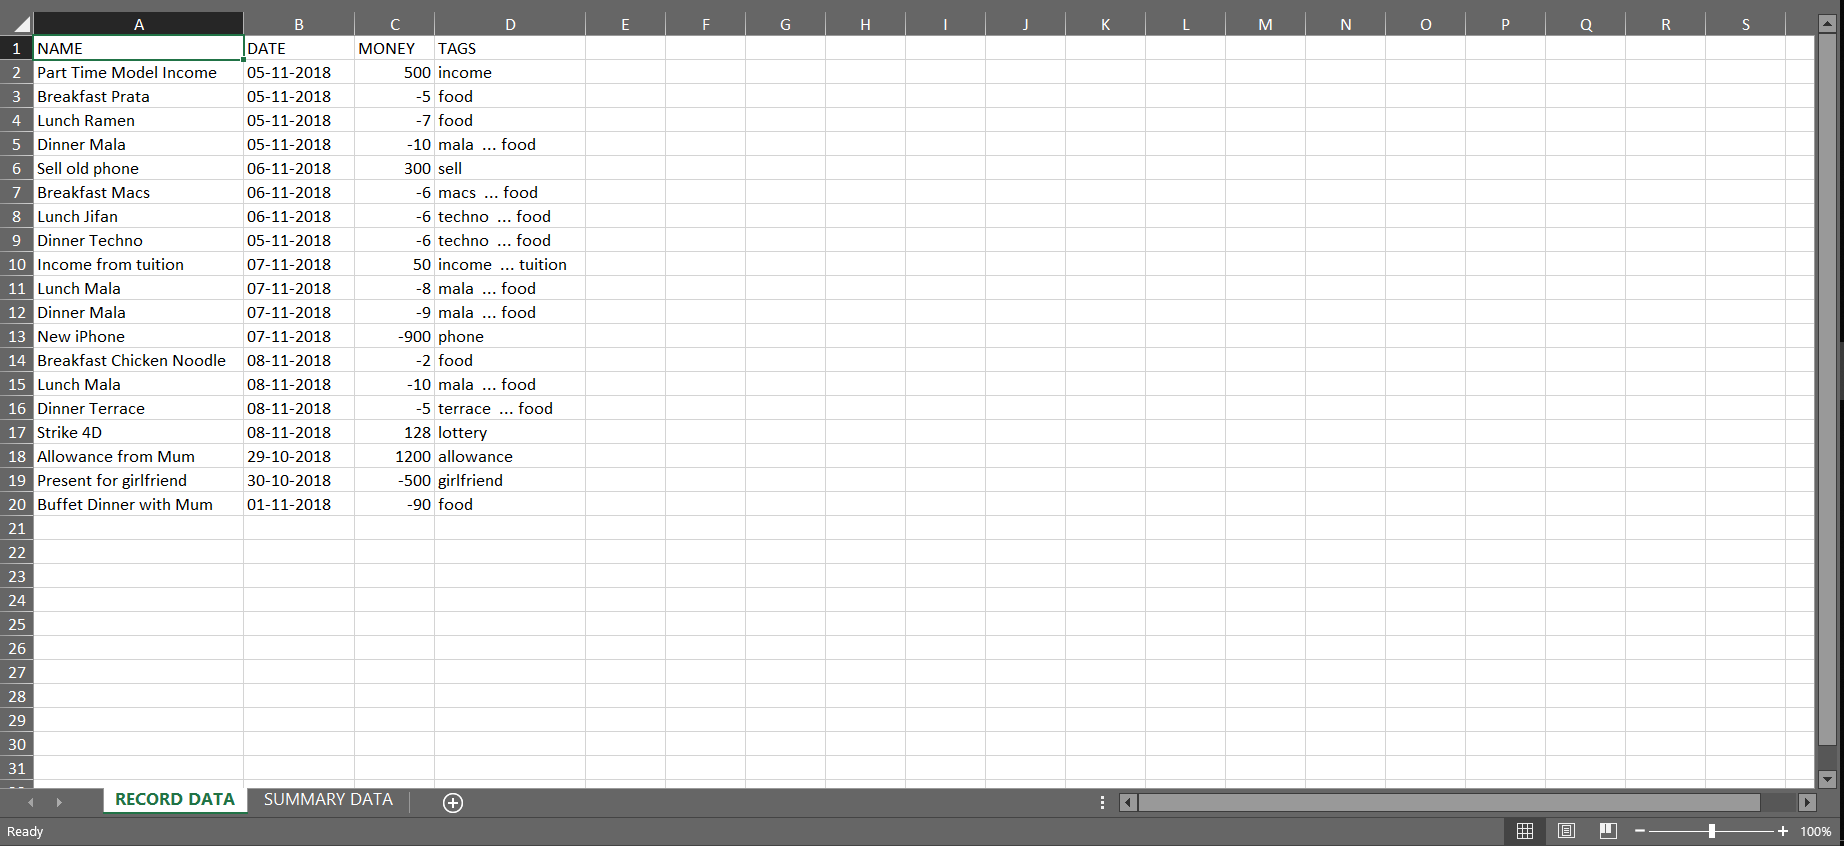 A B C D E F G H I J K L M N O P Q R S
1 NAME DATE MONEY TAGS
2 Part Time Model Income 05-11-2018 500 income
3 Breakfast Prata 05-11-2018 -5 food
4 Lunch Ramen 05-11-2018 -7 food
5 Dinner Mala 05-11-2018 -10 mala ... food
6 Sell old phone 06-11-2018 300 sell
7 Breakfast Macs 06-11-2018 -6 macs ... food
8 Lunch Jifan 06-11-2018 -6 techno ... food
9 Dinner Techno 05-11-2018 -6 techno ... food
10 Income from tuition 07-11-2018 50 income ... tuition
11 Lunch Mala 07-11-2018 -8 mala ... food
12 Dinner Mala 07-11-2018 -9 mala ... food
13 New iPhone 07-11-2018 -900 phone
14 Breakfast Chicken Noodle 08-11-2018 -2 food
15 Lunch Mala 08-11-2018 -10 mala ... food
16 Dinner Terrace 08-11-2018 -5 terrace ... food
17 Strike 4D 08-11-2018 128 lottery
18 Allowance from Mum 29-10-2018 1200 allowance
19 Present for girlfriend 30-10-2018 -500 girlfriend
20 Buffet Dinner with Mum 01-11-2018 -90 food
21
22
23
24
25
26
27
28
29
30
31
RECORD DATA SUMMARY DATA
Ready 100%